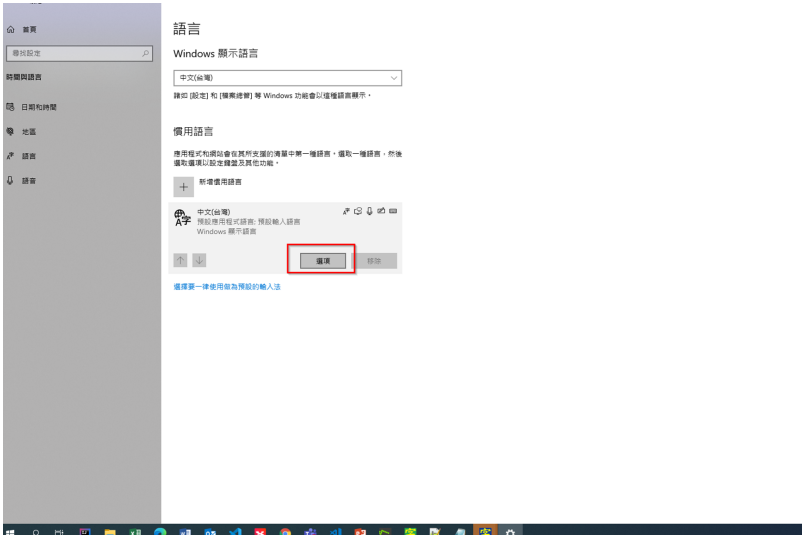 首頁
尋找設定
時間與語言
日期和時間
地區
語言
語音
語言
Windows 顯示語言
中文(台灣)
諸如 [設定] 和 [檔案總管] 等 Windows 功能會以這種語言顯示。
慣用語言
應用程式和網站會在其所支援的清單中第一種語言。選取一種語言，然後
選取選項以設定鍵盤及其他功能。
新增慣用語言
中文(台灣)
預設應用程式語言; 預設輸入語言
Windows 顯示語言
選項
移除
選擇要一律使用做為預設的輸入法